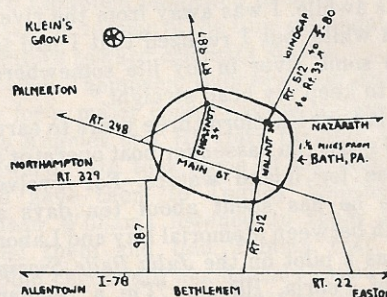 KLEIN'S
GROVE
RT. 987
WINDGAP
RT. 512 to I-80
to Rt. 33 +
PALMERTON
RT. 248
CHESTNUT
St
WALNUT St
NAZARETH
1½ MILES FROM
← BATH, PA.
NORTHAMPTON
RT. 329
MAIN ST.
987
RT. 512
ALLENTOWN
I-78
BETHLEHEM
RT. 22
EASTON